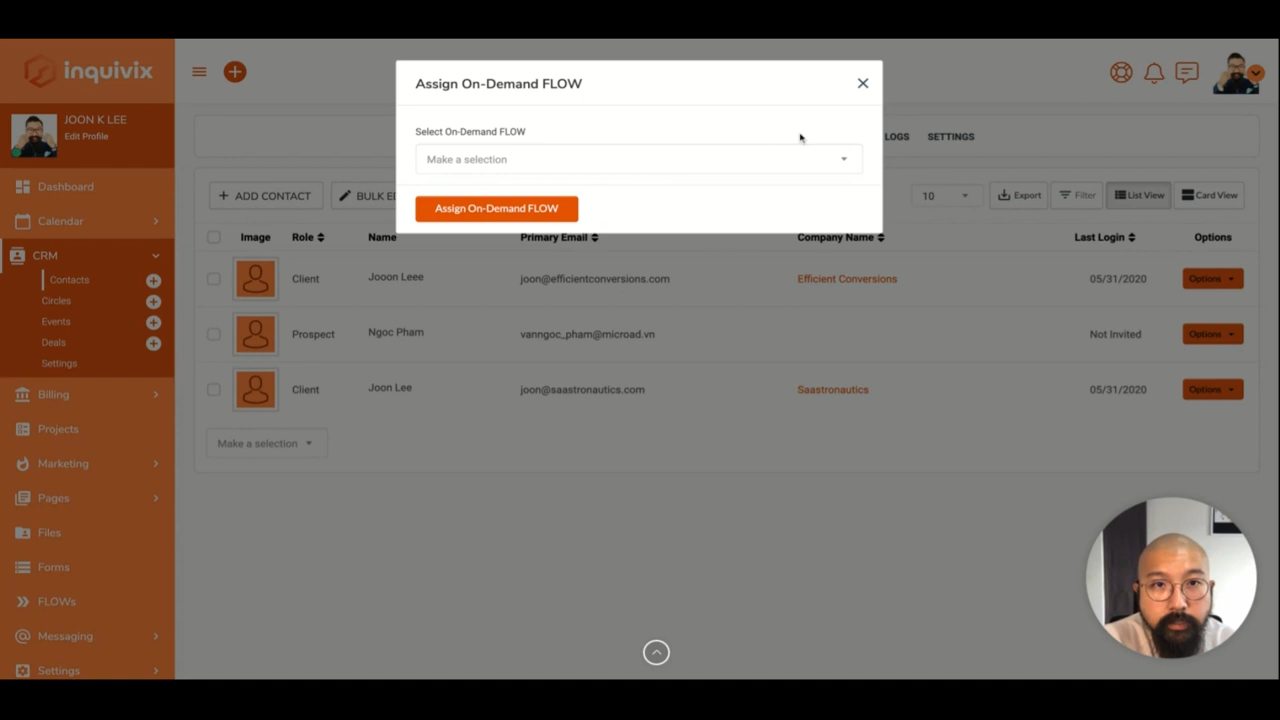 inquivix
JOON K LEE
Edit Profile
Dashboard
Calendar
CRM
Contacts
Circles
Events
Deals
Settings
Billing
Projects
Marketing
Pages
Files
Forms
FLOWs
Messaging
Settings
Assign On-Demand FLOW
Select On-Demand FLOW
Make a selection
Assign On-Demand FLOW
LOGS SETTINGS
ADD CONTACT
BULK
10
Export
Filter
List View
Card View
Image Role Name Primary Email Company Name Last Login Options
Client Jooon Leee joon@efficientconversions.com Efficient Conversions 05/31/2020 Options
Prospect Ngoc Pham vanngoc_pham@microad.vn Not Invited Options
Client Joon Lee joon@saastronautics.com Saastronautics 05/31/2020 Options
Make a selection